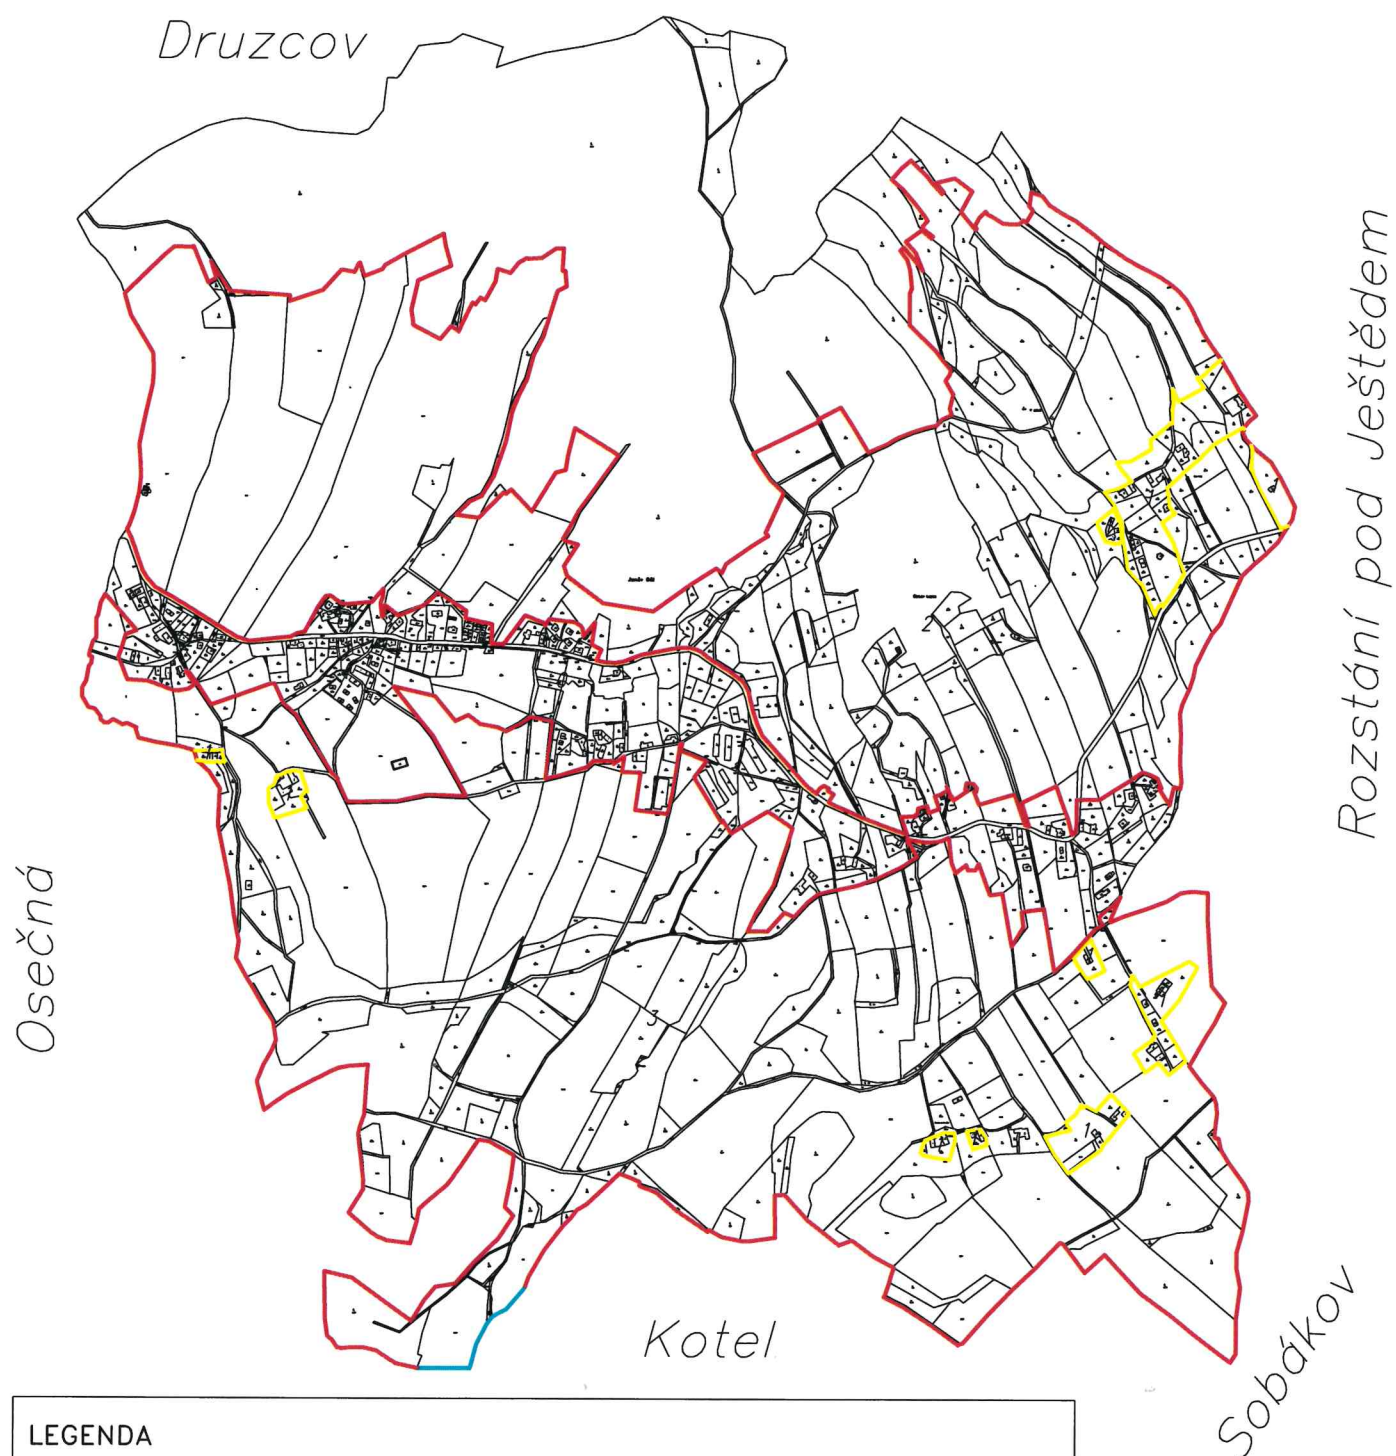 Druzcov
Rozstání pod Ještědem
Osečná
Kotel
Sobákov
LEGENDA